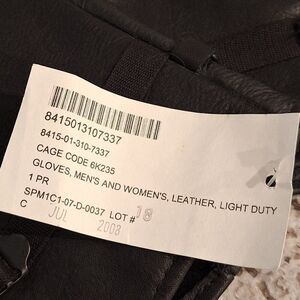 8415013107337
8415-01-310-7337
CAGE CODE 6K235
GLOVES, MEN'S AND WOMEN'S, LEATHER, LIGHT DUTY
1 PR
SPM1C1-07-D-0037 LOT # 18
C JUL 2008